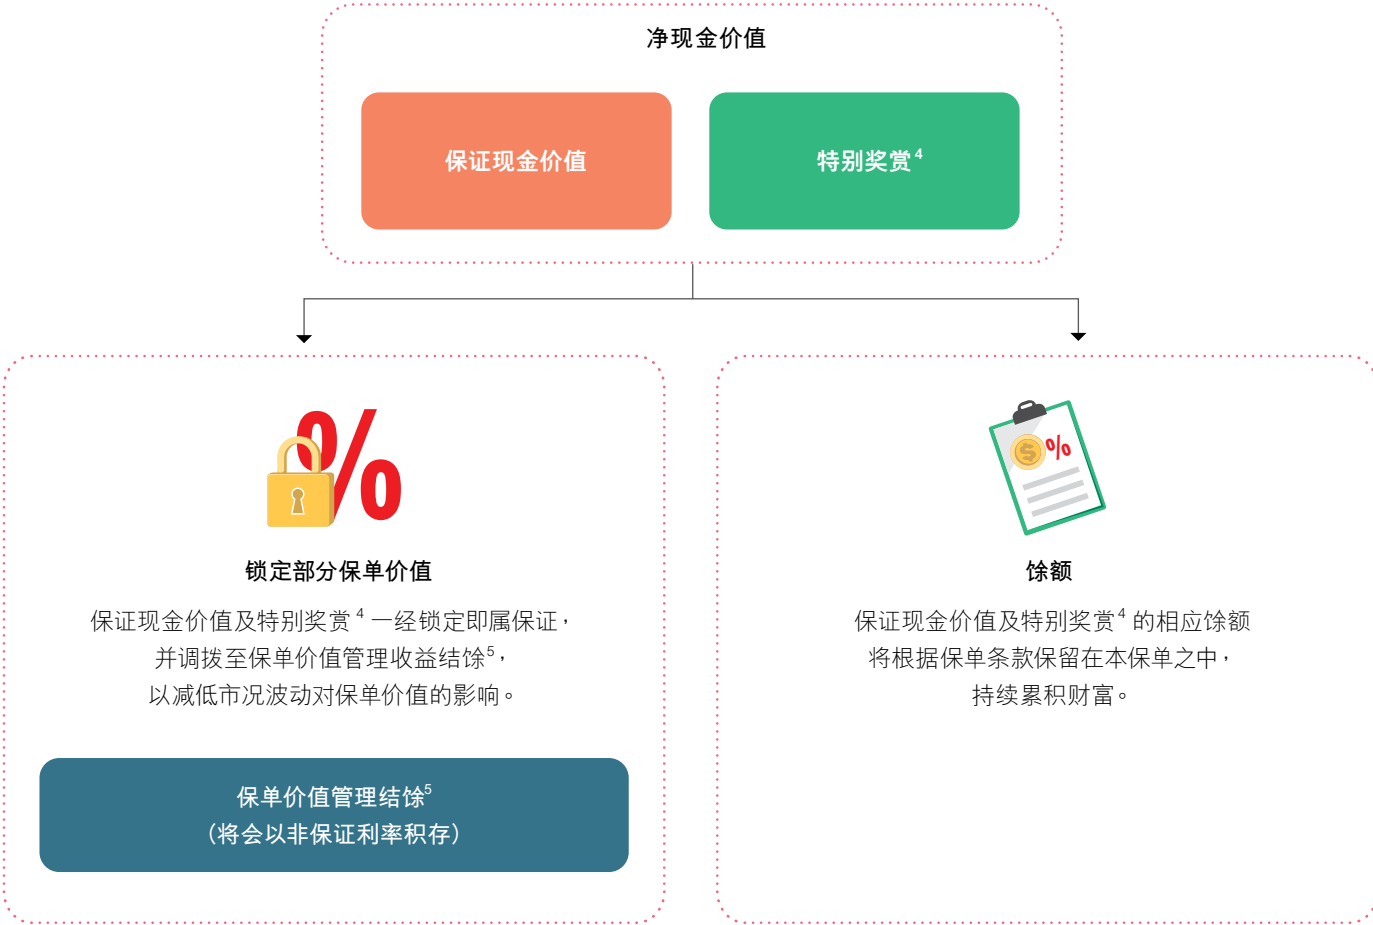 净现金价值
保证现金价值
特别奖赏4
%
$
%
锁定部分保单价值
保证现金价值及特别奖赏4 一经锁定即属保证，
并调拨至保单价值管理收益结馀5，
以减低市况波动对保单价值的影响。
保单价值管理结馀5
（将会以非保证利率积存）
馀额
保证现金价值及特别奖赏4 的相应馀额
将根据保单条款保留在本保单之中，
持续累积财富。